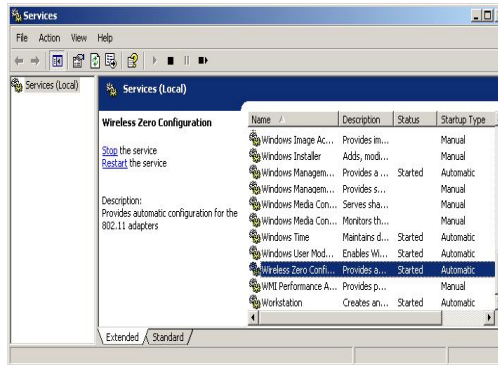 Services
File Action View Help
Services (Local)
Services (Local)
Wireless Zero Configuration
Stop the service
Restart the service
Description:
Provides automatic configuration for the
802.11 adapters
Name Description Status Startup Type
Windows Image Ac... Provides im... Manual
Windows Installer Adds, modi... Manual
Windows Managem... Provides a ... Started Automatic
Windows Managem... Provides s... Manual
Windows Media Con... Serves sha... Manual
Windows Media Con... Monitors th... Manual
Windows Time Maintains d... Started Automatic
Windows User Mod... Enables Wi... Started Automatic
Wireless Zero Confi... Provides a... Started Automatic
WMI Performance A... Provides p... Manual
Workstation Creates an... Started Automatic
Extended Standard